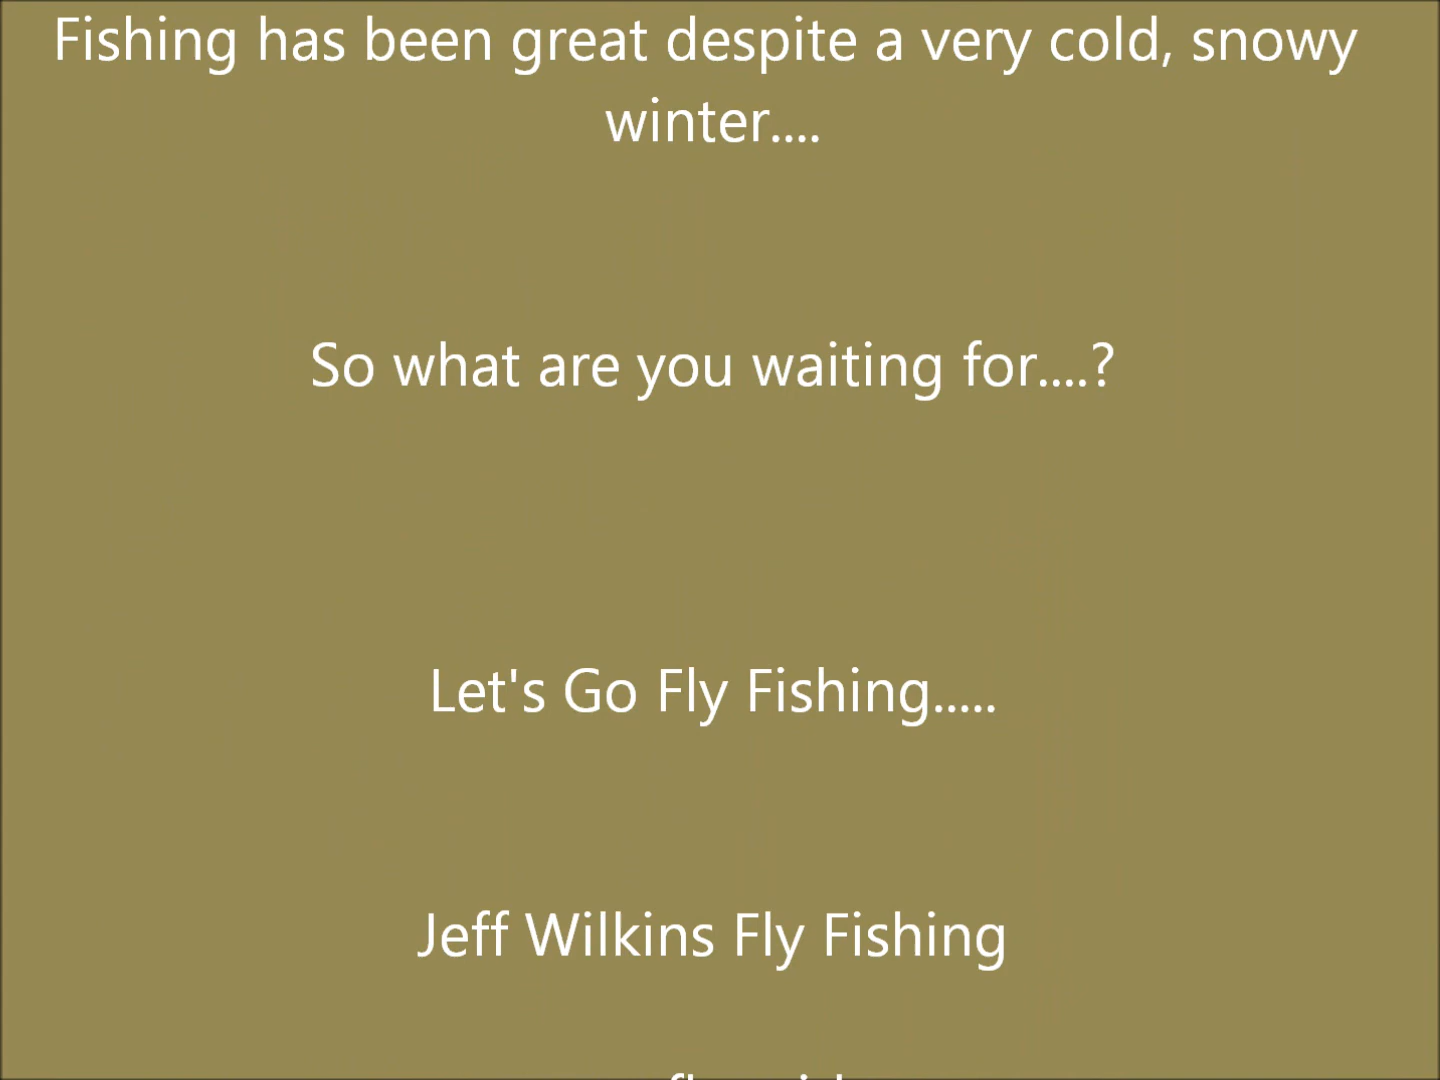 Fishing has been great despite a very cold, snowy
winter....
So what are you waiting for....?
Let's Go Fly Fishing.....
Jeff Wilkins Fly Fishing